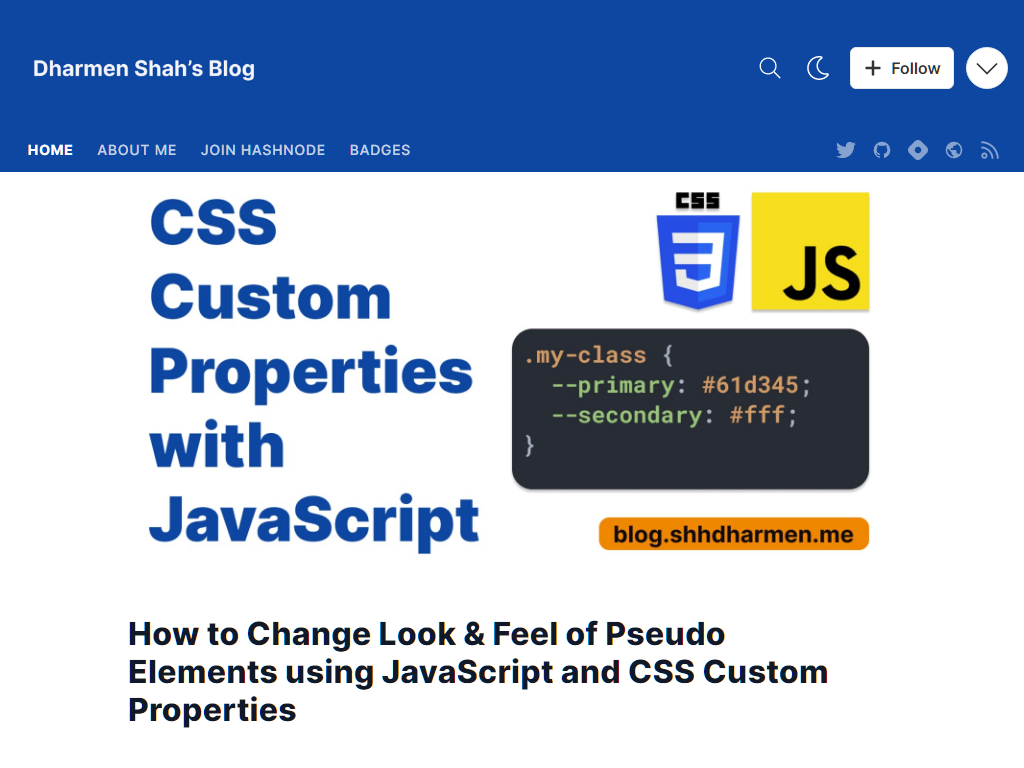 Dharmen Shah’s Blog
Follow
HOME
ABOUT ME
JOIN HASHNODE
BADGES
CSS
Custom
Properties
with
JavaScript
CSS
3
JS
.my-class {
--primary: #61d345;
--secondary: #fff;
}
blog.shhdharmen.me
How to Change Look & Feel of Pseudo
Elements using JavaScript and CSS Custom
Properties